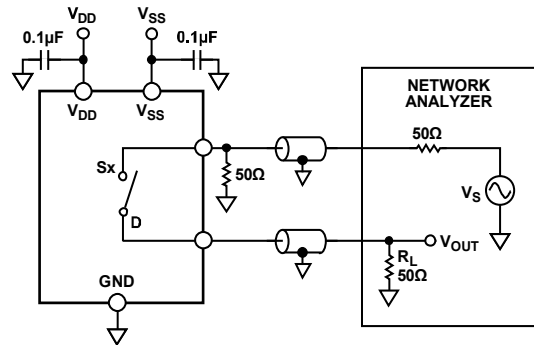 VDD VSS
0.1µF 0.1µF
VDD VSS
NETWORK
ANALYZER
50Ω
Sx
50Ω
VS
D
VOUT
RL
50Ω
GND